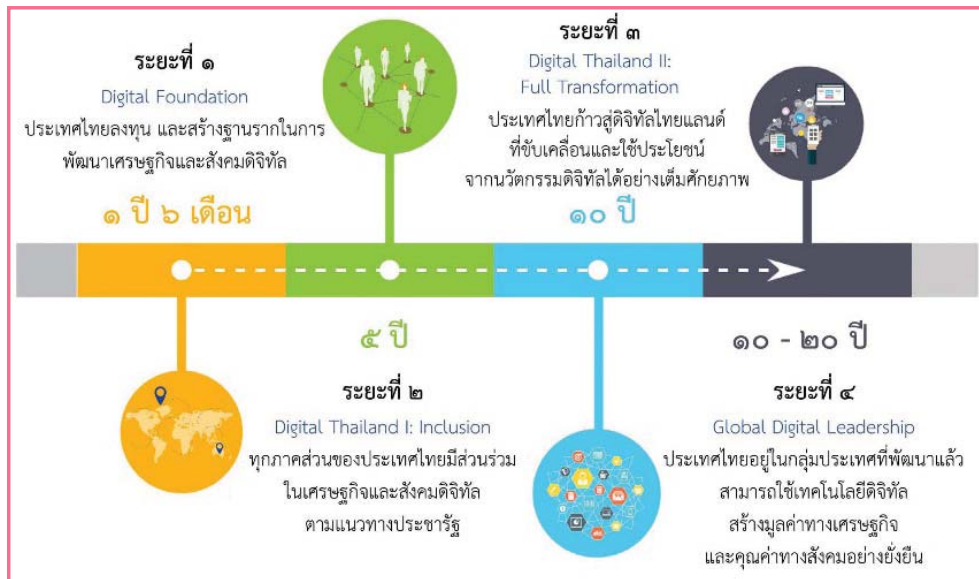 ระยะที่ ๑
Digital Foundation
ประเทศไทยลงทุน และสร้างฐานรากในการ
พัฒนาเศรษฐกิจและสังคมดิจิทัล
๑ ปี ๖ เดือน
๕ ปี
ระยะที่ ๒
Digital Thailand I: Inclusion
ทุกภาคส่วนของประเทศไทยมีส่วนร่วม
ในเศรษฐกิจและสังคมดิจิทัล
ตามแนวทางประชารัฐ
ระยะที่ ๓
Digital Thailand II:
Full Transformation
ประเทศไทยก้าวสู่ดิจิทัลไทยแลนด์
ที่ขับเคลื่อนและใช้ประโยชน์
จากนวัตกรรมดิจิทัลได้อย่างเต็มศักยภาพ
๑๐ ปี
๑๐ - ๒๐ ปี
ระยะที่ ๔
Global Digital Leadership
ประเทศไทยอยู่ในกลุ่มประเทศที่พัฒนาแล้ว
สามารถใช้เทคโนโลยีดิจิทัล
สร้างมูลค่าทางเศรษฐกิจ
และคุณค่าทางสังคมอย่างยั่งยืน